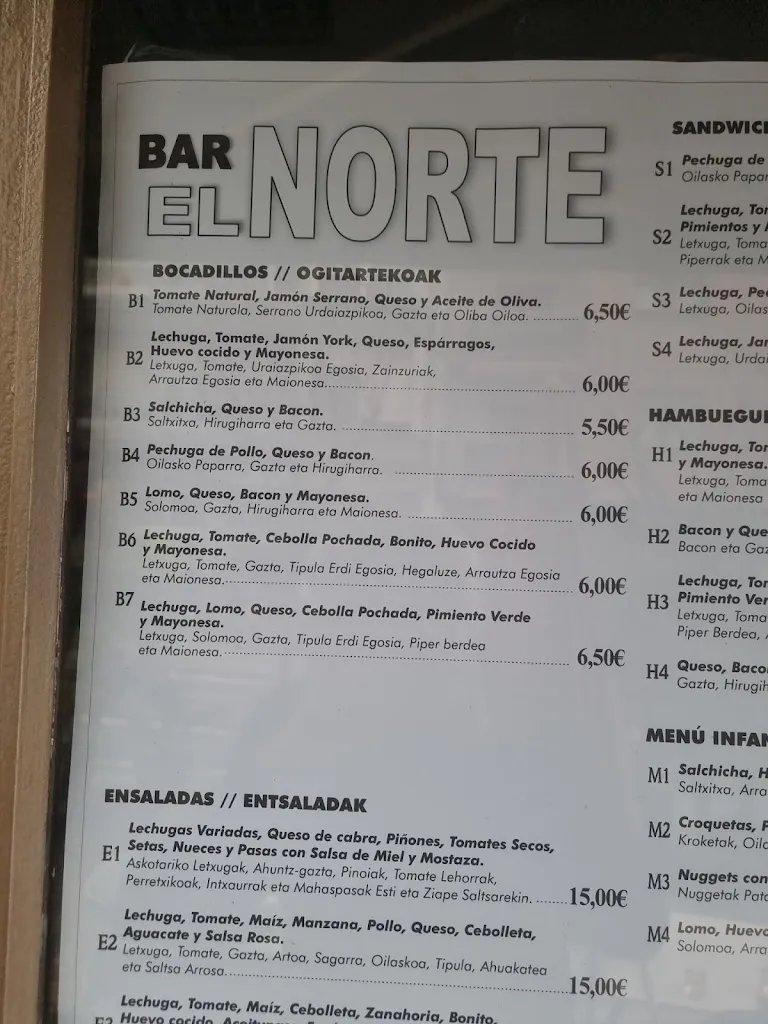 BAR
EL NORTE
BOCADILLOS // OGITARTEKOAK
B1 Tomate Natural, Jamón Serrano, Queso y Aceite de Oliva.
Tomate Naturala, Serrano Urdaiazpikoa, Gazta eta Oliba Oiloa. 6,50€
B2 Lechuga, Tomate, Jamón York, Queso, Espárragos,
Huevo cocido y Mayonesa.
Letxuga, Tomate, Uraiazpikoa Egosia, Zainzuriak,
Arrautza Egosia eta Maionesa. 6,00€
B3 Salchicha, Queso y Bacon.
Saltxitxa, Hirugiharra eta Gazta. 5,50€
B4 Pechuga de Pollo, Queso y Bacon.
Oilasko Paparra, Gazta eta Hirugiharra. 6,00€
B5 Lomo, Queso, Bacon y Mayonesa.
Solomoa, Gazta, Hirugiharra eta Maionesa. 6,00€
B6 Lechuga, Tomate, Cebolla Pochada, Bonito, Huevo Cocido
y Mayonesa.
Letxuga, Tomate, Gazta, Tipula Erdi Egosia, Hegaluze, Arrautza Egosia
eta Maionesa. 6,00€
B7 Lechuga, Lomo, Queso, Cebolla Pochada, Pimiento Verde
y Mayonesa.
Letxuga, Solomoa, Gazta, Tipula Erdi Egosia, Piper berdea
eta Maionesa. 6,50€
ENSALADAS // ENTSALADAK
E1 Lechugas Variadas, Queso de cabra, Piñones, Tomates Secos,
Setas, Nueces y Pasas con Salsa de Miel y Mostaza.
Askotariko Letxugak, Ahuntz-gazta, Pinoiak, Tomate Lehorrak,
Perretxikoak, Intxaurrak eta Mahaspasak Esti eta Ziape Saltsarekin. 15,00€
E2 Lechuga, Tomate, Maíz, Manzana, Pollo, Queso, Cebolleta,
Aguacate y Salsa Rosa.
Letxuga, Tomate, Gazta, Artoa, Sagarra, Oilaskoa, Tipula, Ahuakatea
eta Saltsa Arrosa. 15,00€
Lechuga, Tomate, Maíz, Cebolleta, Zanahoria, Bonito,
Huevo cocido,
SANDWIC
S1 Pechuga de
Oilasko Papar
S2 Lechuga, Tom
Pimientos y
Letxuga, Toma
Piperrak eta M
S3 Lechuga, Pe
Letxuga, Oilas
S4 Lechuga, Jam
Letxuga, Urdai
HAMBUEGU
H1 Lechuga, Tom
y Mayonesa.
Letxuga, Toma
eta Maionesa
H2 Bacon y Que
Bacon eta Gaz
H3 Lechuga, Tom
Pimiento Ver
Letxuga, Toma
Piper Berdea,
H4 Queso, Baco
Gazta, Hirugih
MENÚ INFAN
M1 Salchicha, H
Saltxitxa, Arra
M2 Croquetas, P
Kroketak, Oila
M3 Nuggets con
Nuggetak Pata
M4 Lomo, Huevo
Solomoa, Arra